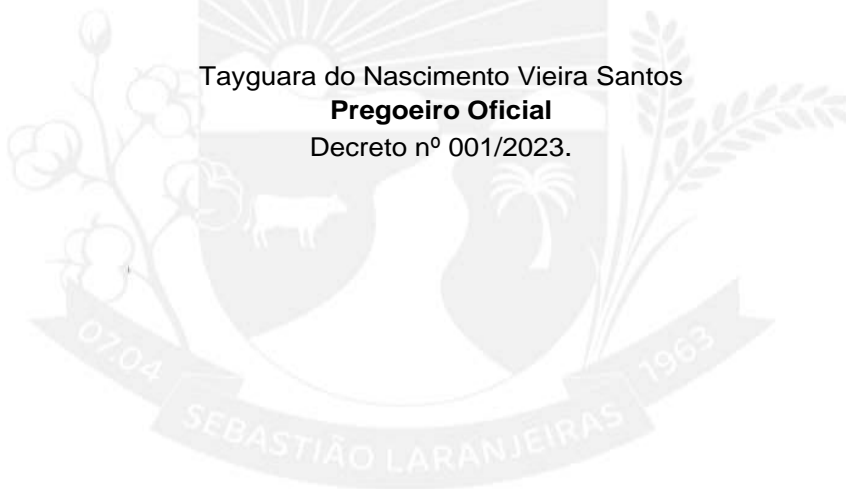 Tayguara do Nascimento Vieira Santos
Pregoeiro Oficial
Decreto nº 001/2023.
07.04
1963
SEBASTIÃO LARANJEIRAS